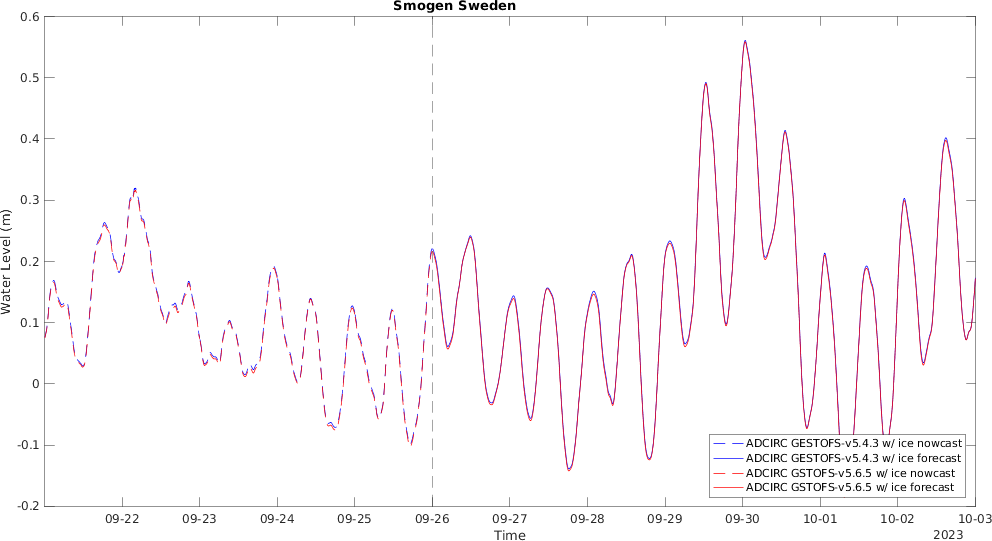 Smogen Sweden
0.6
0.5
0.4
0.3
0.2
0.1
0
-0.1
-0.2
Water Level (m)
ADCIRC GESTOFS-v5.4.3 w/ ice nowcast
ADCIRC GESTOFS-v5.4.3 w/ ice forecast
ADCIRC GSTOFS-v5.6.5 w/ ice nowcast
ADCIRC GSTOFS-v5.6.5 w/ ice forecast
09-22 09-23 09-24 09-25 09-26 09-27 09-28 09-29 09-30 10-01 10-02 10-03
Time
2023